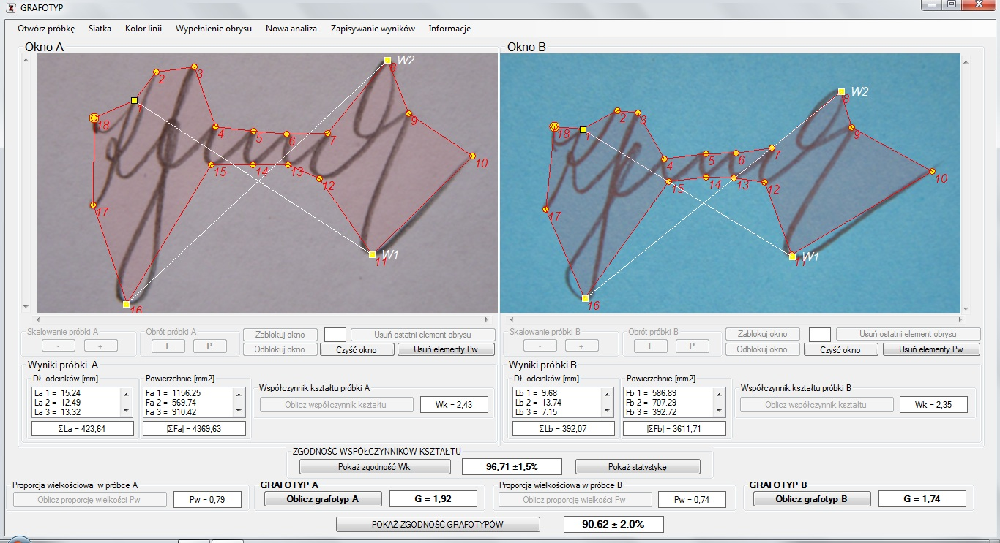 GRAFOTYP
Otwórz próbkę Siatka Kolor linii Wypełnienie obrysu Nowa analiza Zapisywanie wyników Informacje
Okno A
1 2 3 4 5 6 7 8 9 10 11 12 13 14 15 16 17 18 W1 W2
Okno B
1 2 3 4 5 6 7 8 9 10 11 12 13 14 15 16 17 18 W1 W2
Skalowanie próbki A
- +
Obrót próbki A
L P
Zablokuj okno
Odblokuj okno
Usuń ostatni element obrysu
Czyść okno
Usuń elementy Pw
Skalowanie próbki B
- +
Obrót próbki B
L P
Zablokuj okno
Odblokuj okno
Usuń ostatni element obrysu
Czyść okno
Usuń elementy Pw
Wyniki próbki A
Dł. odcinków [mm]
La 1 = 15.24
La 2 = 12.49
La 3 = 13.32
ΣLa = 423,64
Powierzchnie [mm2]
Fa 1 = 1156.25
Fa 2 = 569.74
Fa 3 = 910.42
|ΣFa| = 4369,63
Współczynnik kształtu próbki A
Oblicz współczynnik kształtu
Wk = 2,43
Wyniki próbki B
Dł. odcinków [mm]
Lb 1 = 9.68
Lb 2 = 13.74
Lb 3 = 7.15
ΣLb = 392,07
Powierzchnie [mm2]
Fb 1 = 586.89
Fb 2 = 707.29
Fb 3 = 392.72
|ΣFb| = 3611,71
Współczynnik kształtu próbki B
Oblicz współczynnik kształtu
Wk = 2,35
ZGODNOŚĆ WSPÓŁCZYNNIKÓW KSZTAŁTU
Pokaż zgodność Wk
96,71 ±1,5%
Pokaż statystykę
Proporcja wielkościowa w próbce A
Oblicz proporcję wielkości Pw
Pw = 0,79
GRAFOTYP A
Oblicz grafotyp A
G = 1,92
Proporcja wielkościowa w próbce B
Oblicz proporcję wielkości Pw
Pw = 0,74
GRAFOTYP B
Oblicz grafotyp B
G = 1,74
POKAŻ ZGODNOŚĆ GRAFOTYPÓW
90,62 ± 2,0%